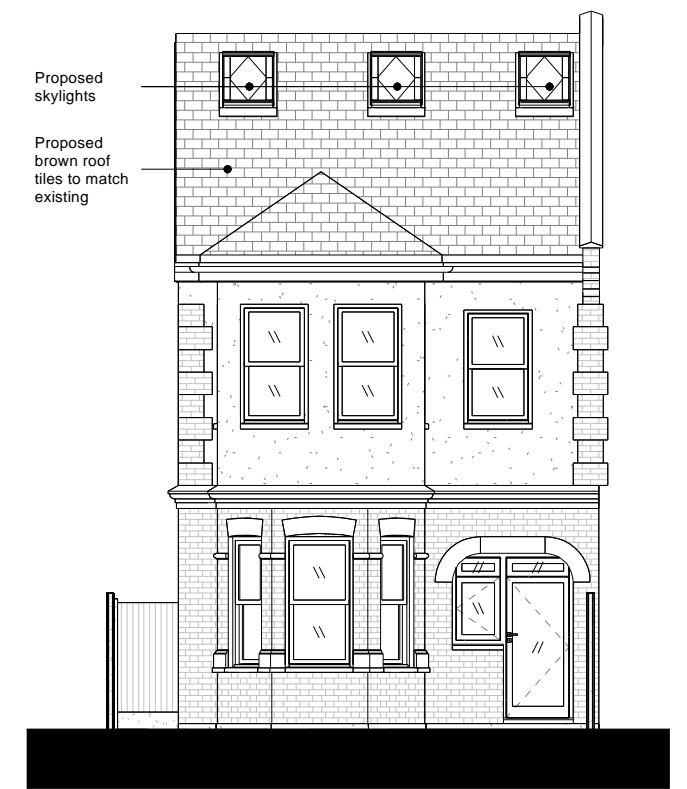 Proposed
skylights
Proposed
brown roof
tiles to match
existing